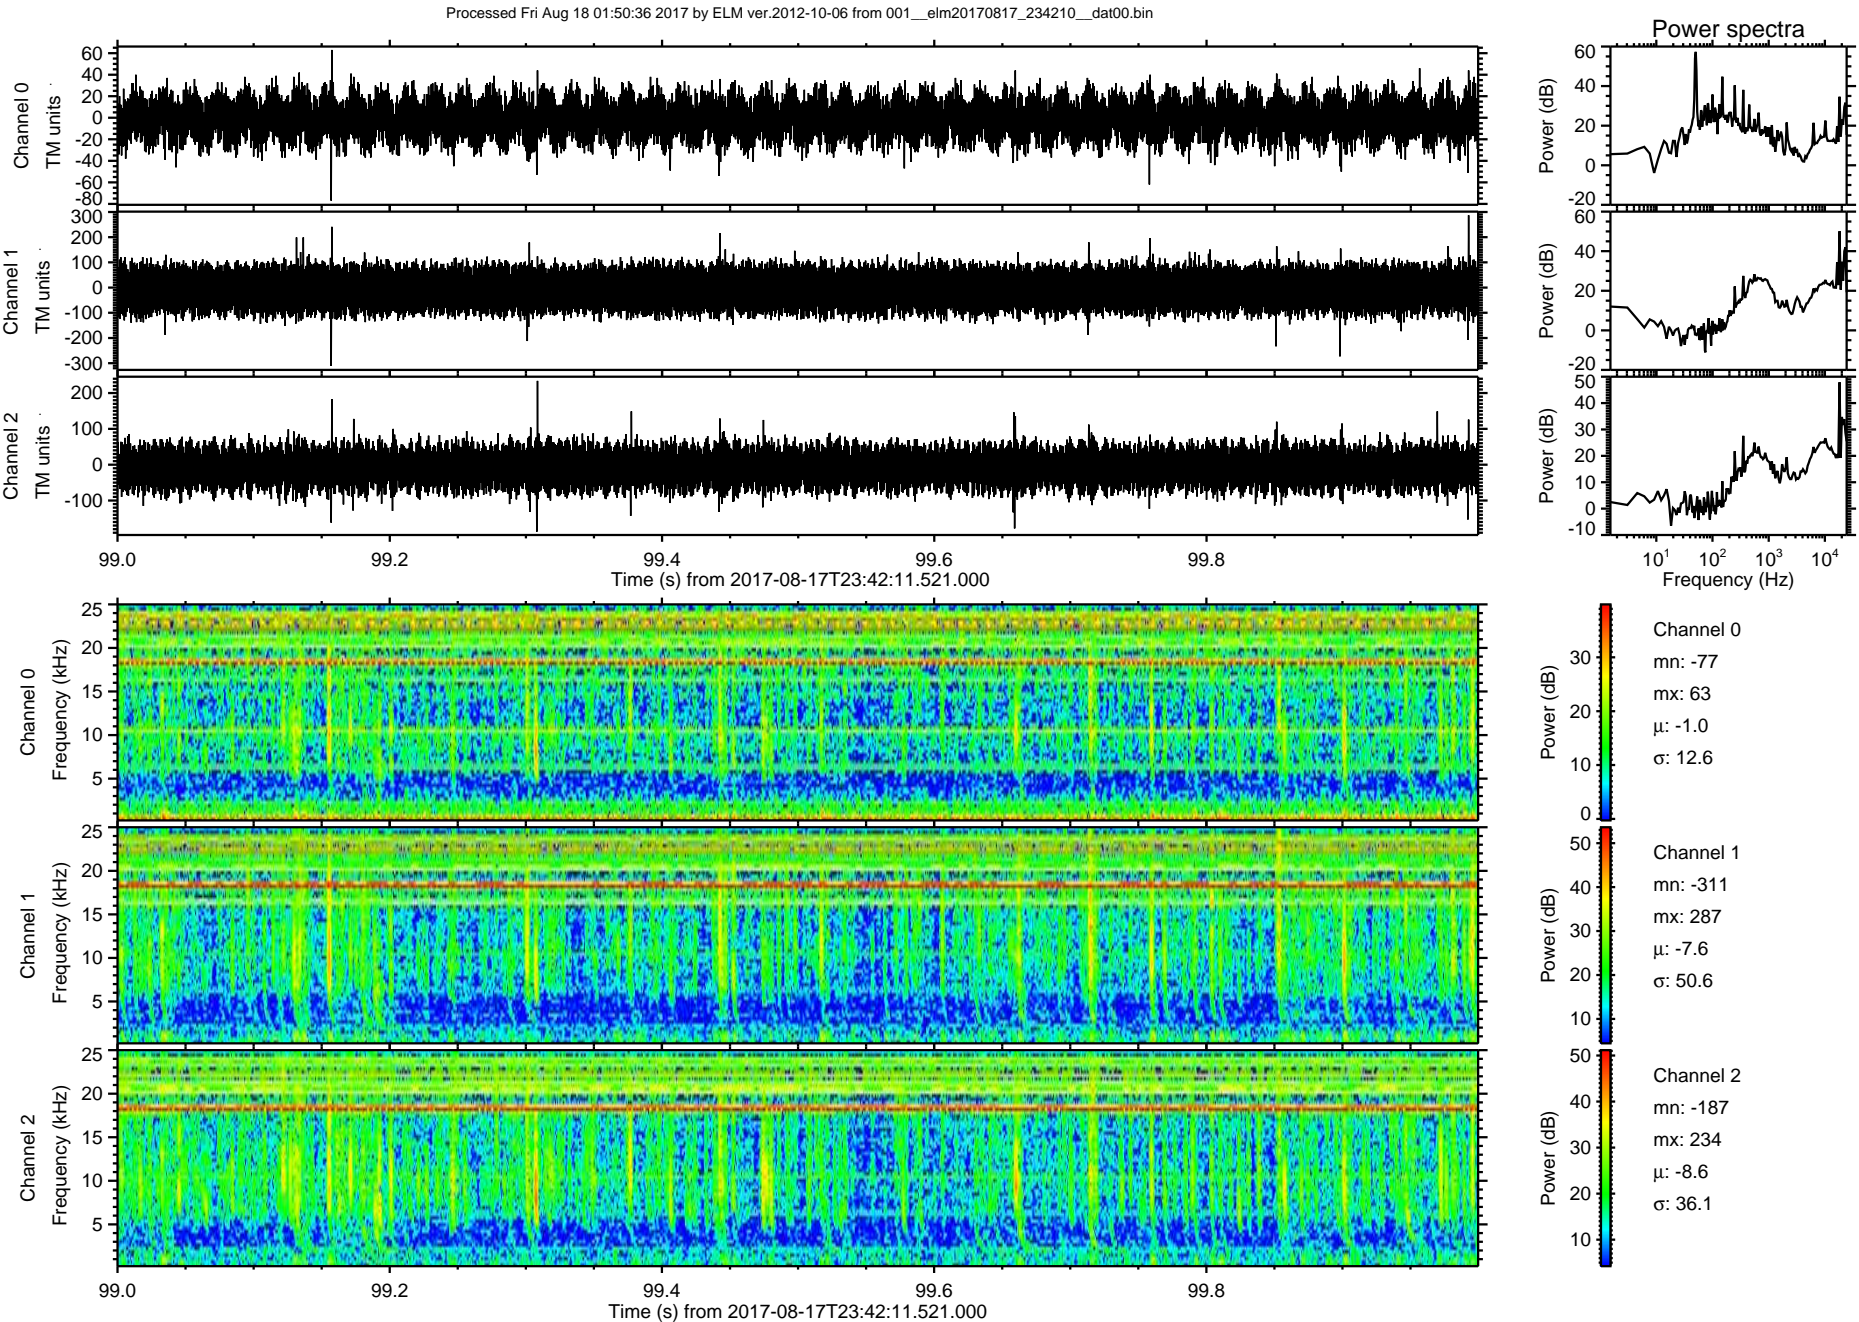 Processed Fri Aug 18 01:50:36 2017 by ELM ver.2012-10-06 from 001__elm20170817_234210__dat00.bin
Power spectra
Channel 0
TM units
60
40
20
0
-20
-40
-60
-80
Power (dB)
60
40
20
0
-20
Channel 1
TM units
300
200
100
0
-100
-200
-300
Power (dB)
60
40
20
0
-20
Channel 2
TM units
200
100
0
-100
Power (dB)
50
40
30
20
10
0
-10
99.0 99.2 99.4 99.6 99.8
Time (s) from 2017-08-17T23:42:11.521.000
10^1 10^2 10^3 10^4
Frequency (Hz)
Channel 0
Frequency (kHz)
25
20
15
10
5
Power (dB)
30
20
10
0
Channel 0
mn: -77
mx: 63
μ: -1.0
σ: 12.6
Channel 1
Frequency (kHz)
25
20
15
10
5
Power (dB)
50
40
30
20
10
Channel 1
mn: -311
mx: 287
μ: -7.6
σ: 50.6
Channel 2
Frequency (kHz)
25
20
15
10
5
Power (dB)
50
40
30
20
10
Channel 2
mn: -187
mx: 234
μ: -8.6
σ: 36.1
99.0 99.2 99.4 99.6 99.8
Time (s) from 2017-08-17T23:42:11.521.000